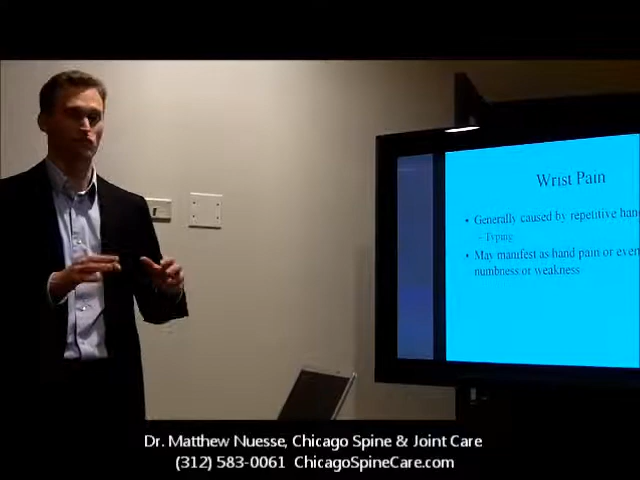 Wrist Pain
• Generally caused by repetitive han
– Typing
• May manifest as hand pain or even
numbness or weakness
Dr. Matthew Nuesse, Chicago Spine & Joint Care
(312) 583-0061 ChicagoSpineCare.com